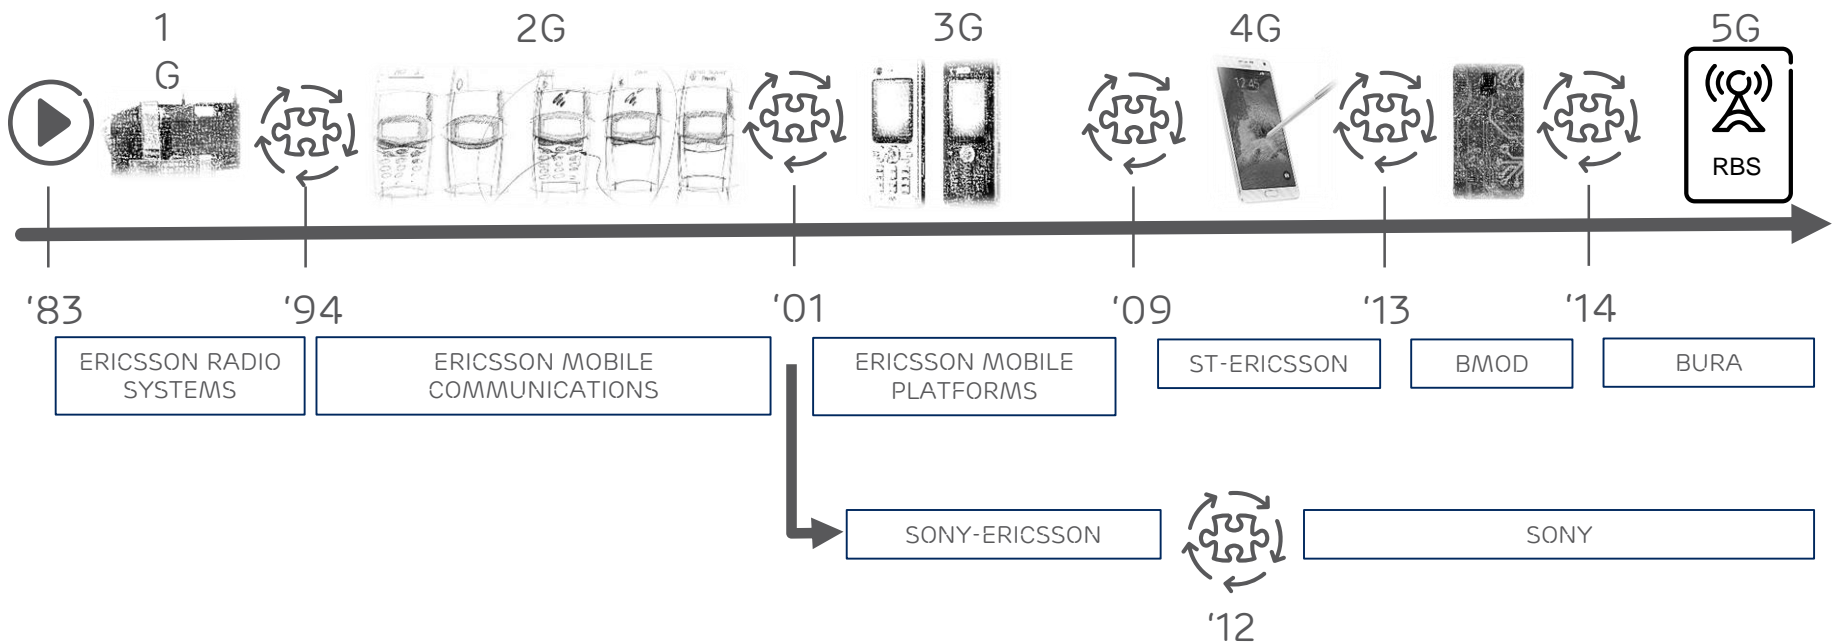 1
G
2G
3G
4G
5G
RBS
‘83
‘94
‘01
‘09
‘13
‘14
ERICSSON RADIO
SYSTEMS
ERICSSON MOBILE
COMMUNICATIONS
ERICSSON MOBILE
PLATFORMS
ST-ERICSSON
BMOD
BURA
SONY-ERICSSON
SONY
‘12